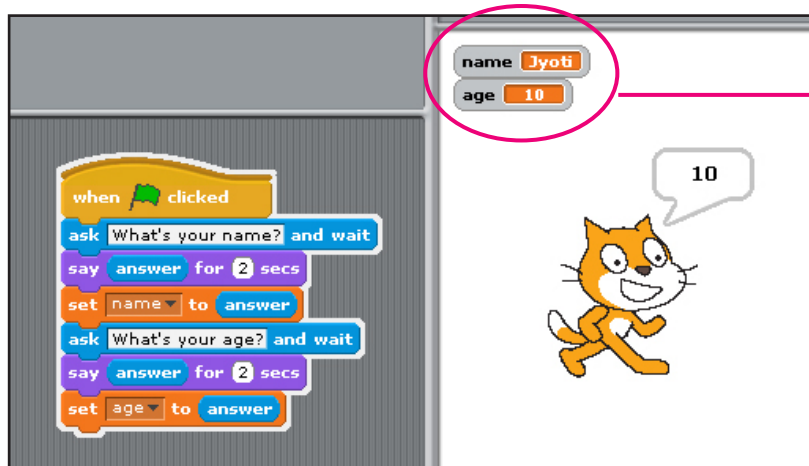 name Jyoti
age 10
10
when clicked
ask What's your name? and wait
say answer for 2 secs
set name to answer
ask What's your age? and wait
say answer for 2 secs
set age to answer